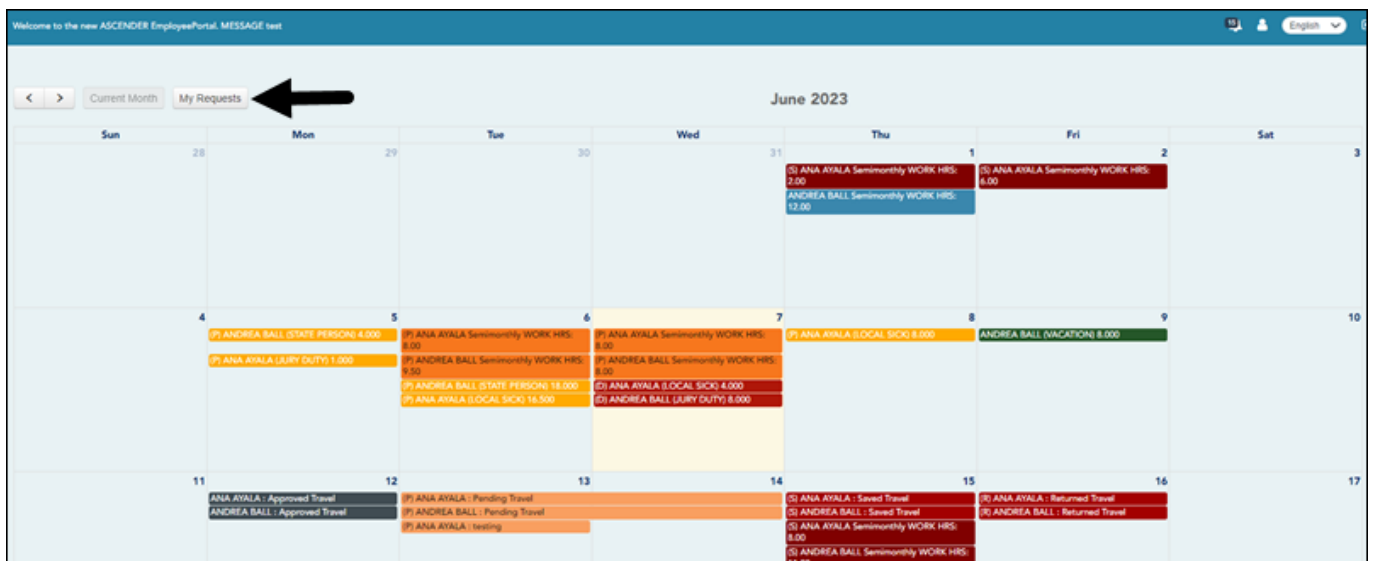 Welcome to the new ASCENDER EmployeePortal. MESSAGE test
15
English
< > Current Month My Requests
June 2023
Sun Mon Tue Wed Thu Fri Sat
28 29 30 31 1 2 3
(S) ANA AYALA Semimonthly WORK HRS:
2.00
ANDREA BALL Semimonthly WORK HRS:
12.00
(S) ANA AYALA Semimonthly WORK HRS:
6.00
4 5 6 7 8 9 10
(P) ANDREA BALL (STATE PERSON) 4.000
(P) ANA AYALA (JURY DUTY) 1.000
(P) ANA AYALA Semimonthly WORK HRS:
8.00
(P) ANDREA BALL Semimonthly WORK HRS:
9.50
(P) ANDREA BALL (STATE PERSON) 18.000
(P) ANA AYALA (LOCAL SICK) 16.500
(P) ANA AYALA Semimonthly WORK HRS:
8.00
(P) ANDREA BALL Semimonthly WORK HRS:
8.00
(D) ANA AYALA (LOCAL SICK) 4.000
(D) ANDREA BALL (JURY DUTY) 8.000
(P) ANA AYALA (LOCAL SICK) 8.000
ANDREA BALL (VACATION) 8.000
11 12 13 14 15 16 17
ANA AYALA : Approved Travel
ANDREA BALL : Approved Travel
(P) ANA AYALA : Pending Travel
(P) ANDREA BALL : Pending Travel
(P) ANA AYALA : testing
(S) ANA AYALA : Saved Travel
(S) ANDREA BALL : Saved Travel
(S) ANA AYALA Semimonthly WORK HRS:
8.00
(S) ANDREA BALL Semimonthly WORK HRS:
(R) ANA AYALA : Returned Travel
(R) ANDREA BALL : Returned Travel